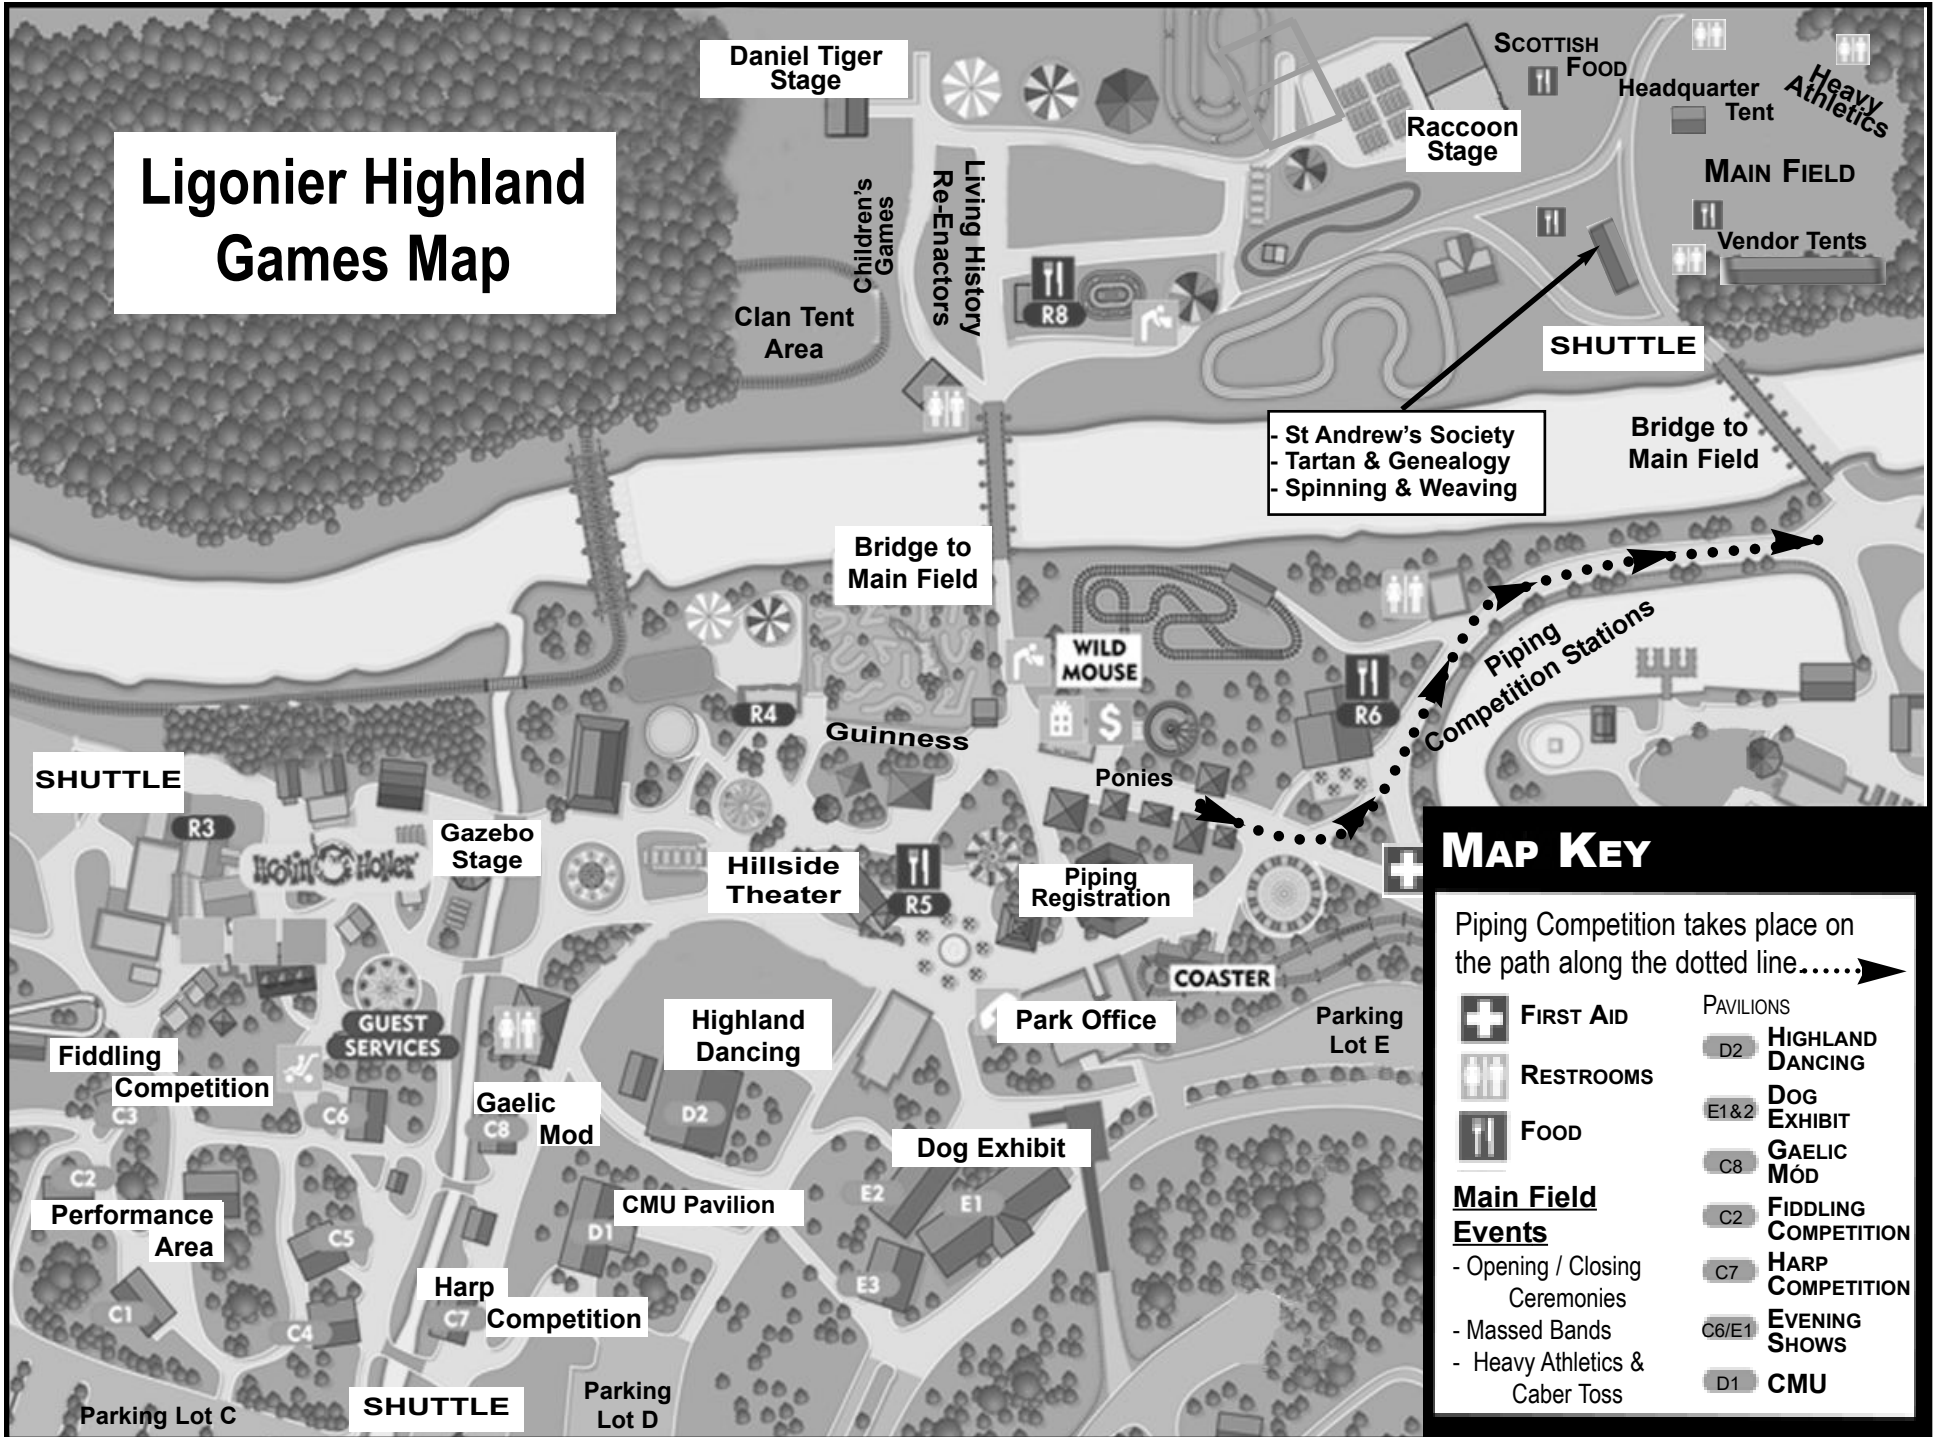 Ligonier Highland
Games Map
Daniel Tiger
Stage
SCOTTISH
FOOD
Headquarter
Tent
Heavy
Athletics
Raccoon
Stage
MAIN FIELD
Vendor Tents
Children's
Games
Living History
Re-Enactors
Clan Tent
Area
R8
SHUTTLE
- St Andrew's Society
- Tartan & Genealogy
- Spinning & Weaving
Bridge to
Main Field
Bridge to
Main Field
WILD
MOUSE
Piping
Competition Stations
R4
R6
Guinness
$
Ponies
SHUTTLE
R3
Hootin Holler
Gazebo
Stage
Hillside
Theater
R5
Piping
Registration
COASTER
GUEST
SERVICES
Highland
Dancing
Park Office
Parking
Lot E
Fiddling
Competition
C3
C6
Gaelic
Mod
C8
D2
Dog Exhibit
C2
Performance
Area
CMU Pavilion
E2
E1
C5
D1
E3
Harp
Competition
C1
C4
C7
SHUTTLE
Parking
Lot D
Parking Lot C
MAP KEY
Piping Competition takes place on
the path along the dotted line.
FIRST AID
RESTROOMS
FOOD
Main Field
Events
- Opening / Closing
Ceremonies
- Massed Bands
- Heavy Athletics &
Caber Toss
PAVILIONS
D2 HIGHLAND
DANCING
E1&2 DOG
EXHIBIT
C8 GAELIC
MÓD
C2 FIDDLING
COMPETITION
C7 HARP
COMPETITION
C6/E1 EVENING
SHOWS
D1 CMU